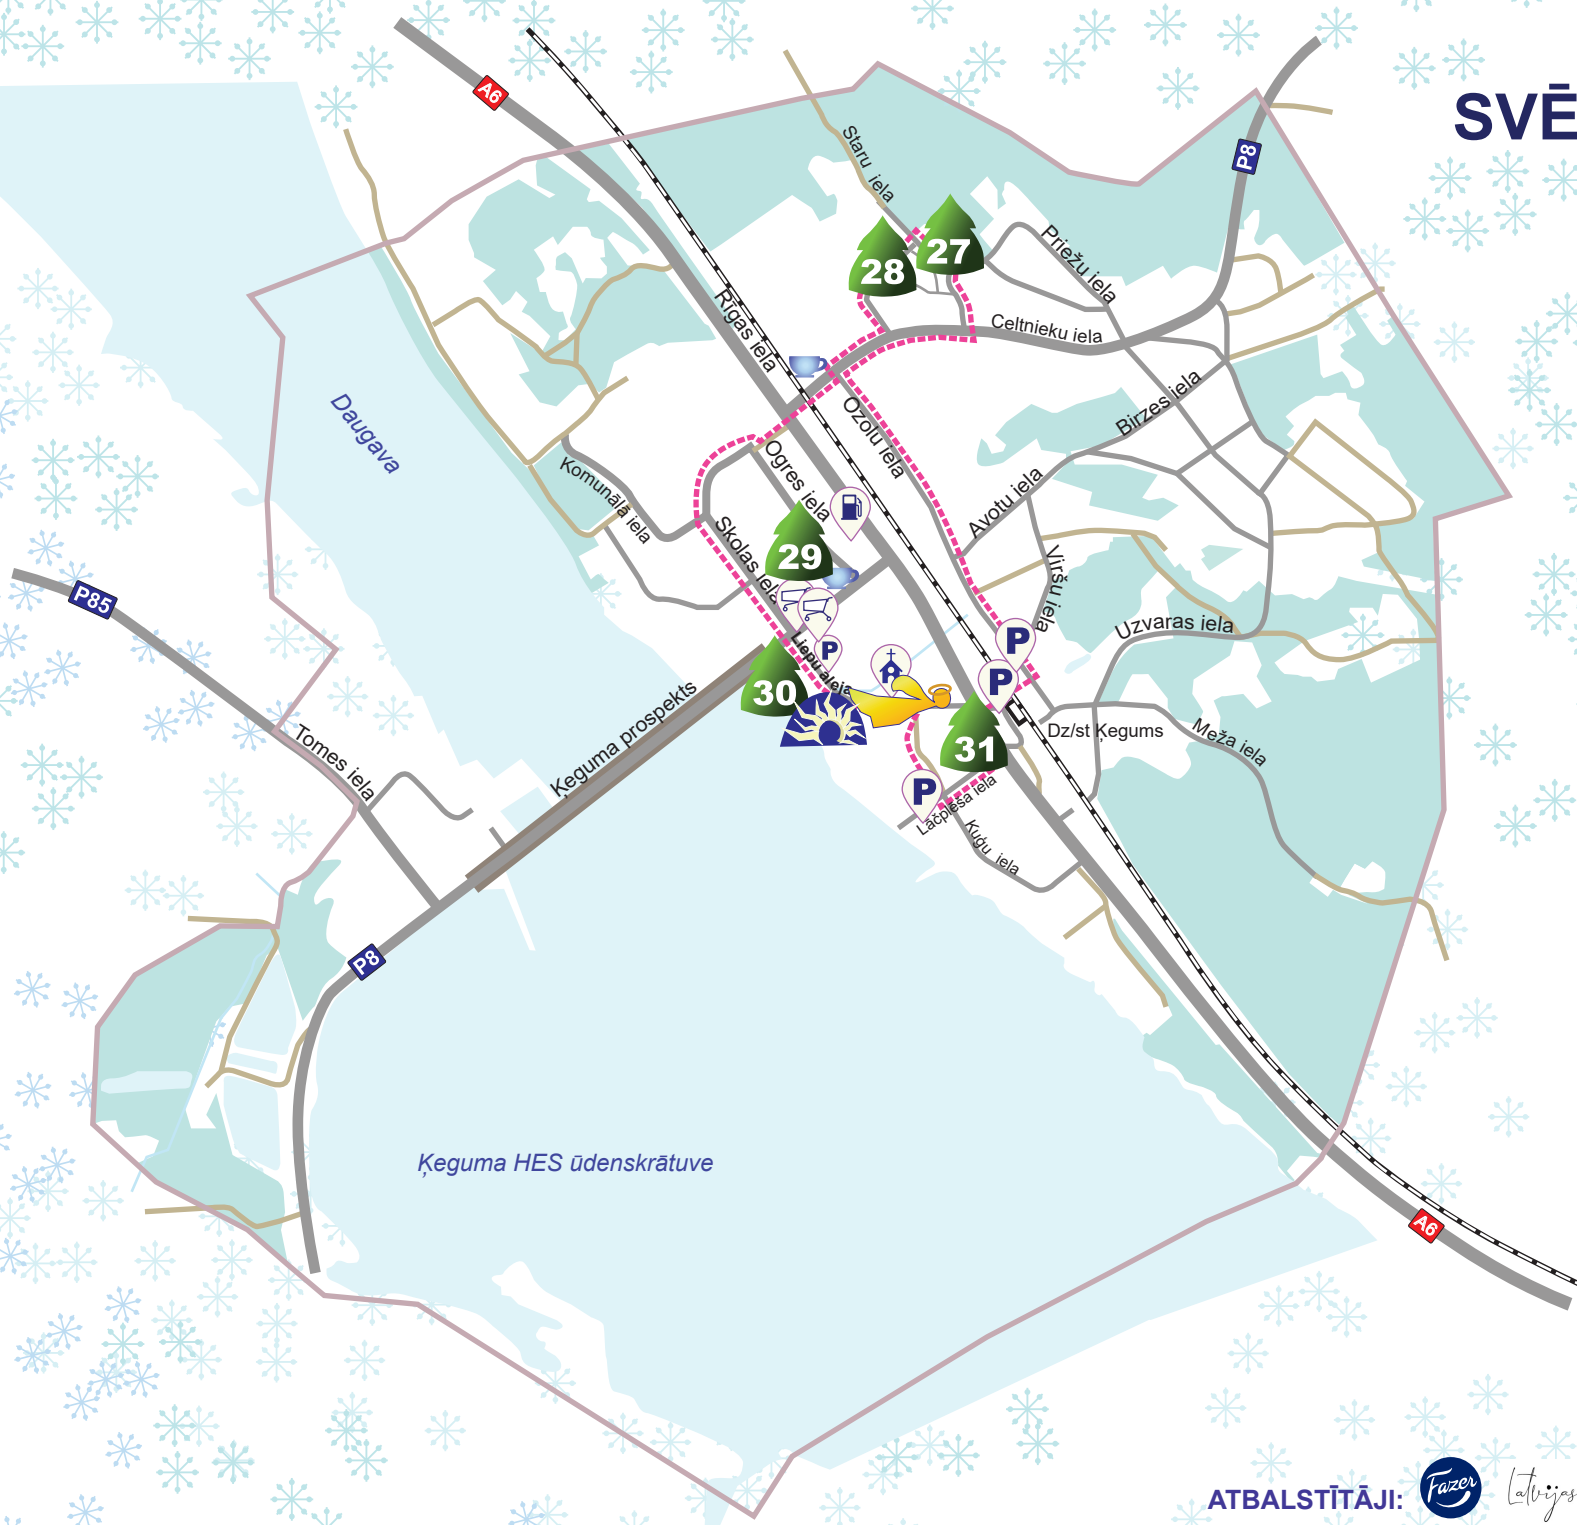 SVĒ
A6
P8
Staru iela
27
28
Priežu iela
Celtnieku iela
Rīgas iela
Daugava
Ozolu iela
Birzes iela
Ogres iela
Komunālā iela
Avotu iela
Skolas iela
29
Viršu iela
P85
Uzvaras iela
P
P
Liepu aleja
P
30
Ķeguma prospekts
31
Dz/st Ķegums
Meža iela
Tomes iela
P
Lāčplēša iela
Kuģu iela
P8
Ķeguma HES ūdenskrātuve
A6
ATBALSTĪTĀJI:
Fazer
Latvijas